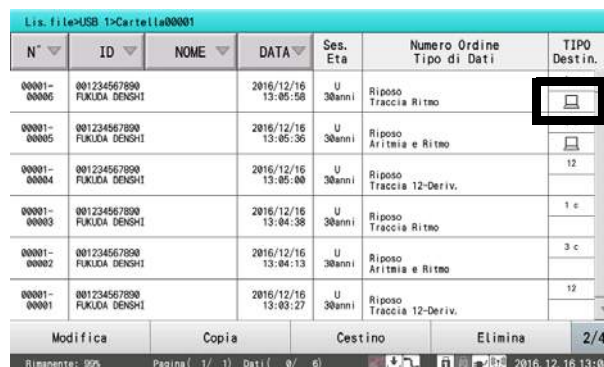 Lis.file>USB 1>Cartella00001
N° ID NOME DATA Ses. Eta Numero Ordine Tipo di Dati TIPO Destin.
00001-00006 001234567890 FUKUDA DENSHI 2016/12/16 13:05:58 U 30anni Riposo Traccia Ritmo
00001-00005 001234567890 FUKUDA DENSHI 2016/12/16 13:05:36 U 30anni Riposo Aritmia e Ritmo
00001-00004 001234567890 FUKUDA DENSHI 2016/12/16 13:05:00 U 30anni Riposo Traccia 12-Deriv. 12
00001-00003 001234567890 FUKUDA DENSHI 2016/12/16 13:04:38 U 30anni Riposo Traccia Ritmo 1 c
00001-00002 001234567890 FUKUDA DENSHI 2016/12/16 13:04:13 U 30anni Riposo Aritmia e Ritmo 3 c
00001-00001 001234567890 FUKUDA DENSHI 2016/12/16 13:03:27 U 30anni Riposo Traccia 12-Deriv. 12
Modifica Copia Cestino Elimina 2/4
Rimanente: 99% Pagina( 1/ 1) Dati( 0/ 6) 2016.12.16